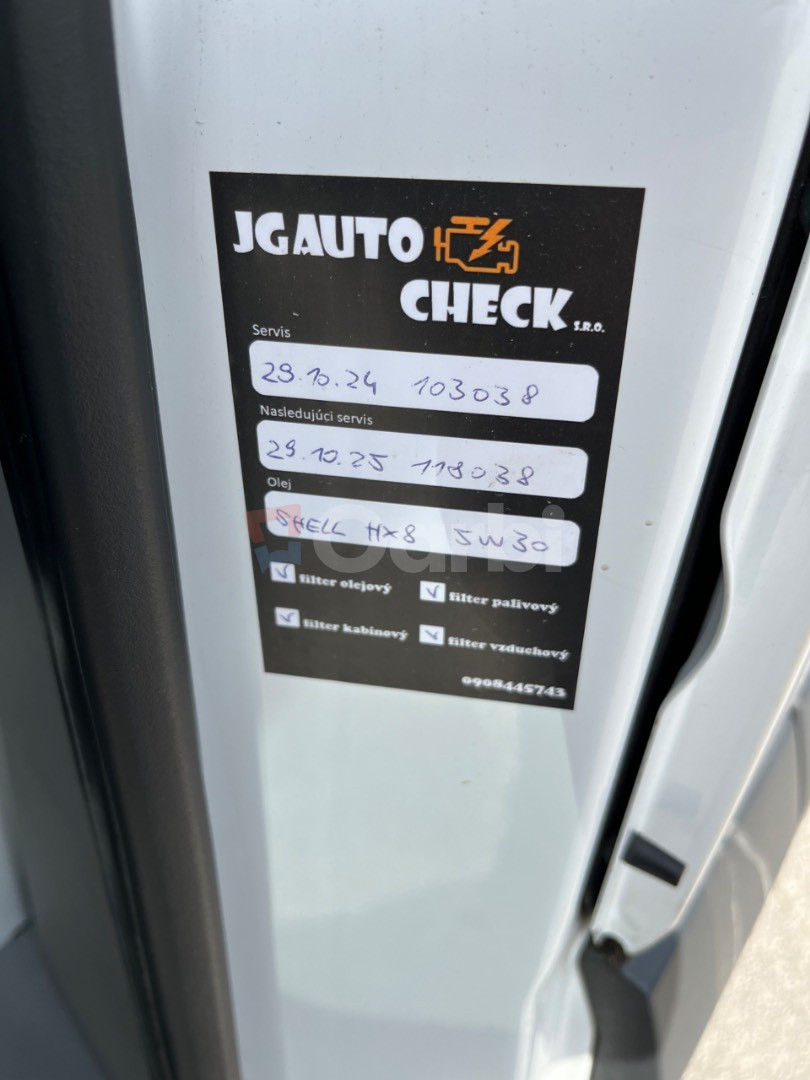 JGAUTO
CHECK S.R.O.
Servis
29.10.24 103038
Nasledujúci servis
29.10.25 118038
Olej
SHELL HX8 5W30
filter olejový
filter palivový
filter kabinový
filter vzduchový
0908445743